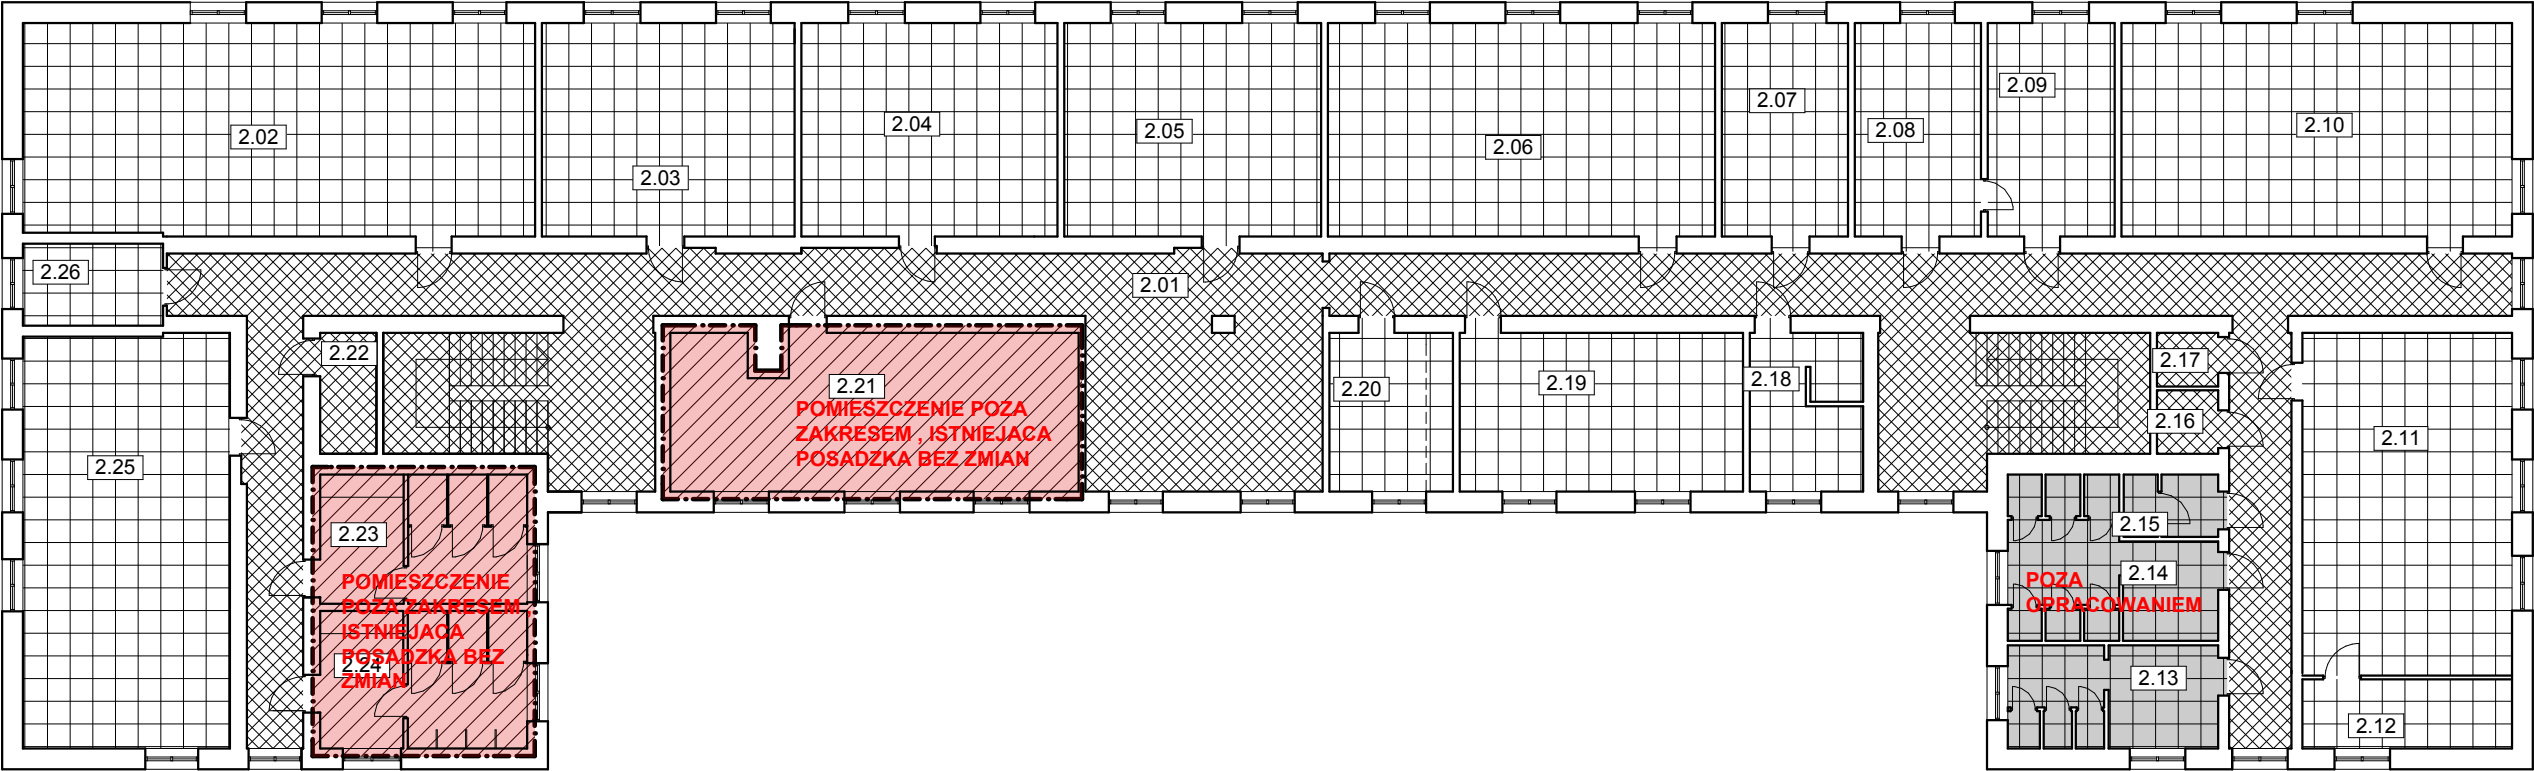 2.02
2.03
2.04
2.05
2.06
2.07
2.08
2.09
2.10
2.26
2.01
2.22
2.21
POMIESZCZENIE POZA
ZAKRESEM , ISTNIEJACA
POSADZKA BEZ ZMIAN
2.20
2.19
2.18
2.17
2.16
2.11
2.25
2.23
POMIESZCZENIE
POZA ZAKRESEM ,
ISTNIEJACA
POSADZKA BEZ
ZMIAN
2.24
2.15
2.14
POZA
OPRACOWANIEM
2.13
2.12